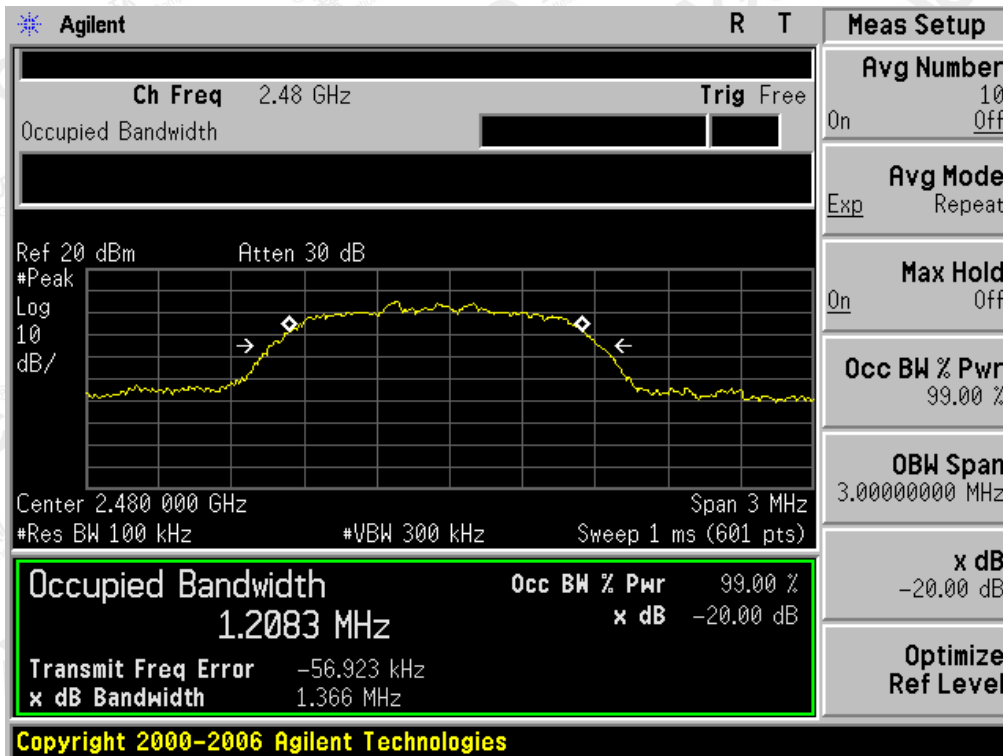 Agilent R T
Ch Freq 2.48 GHz Trig Free
Occupied Bandwidth
Ref 20 dBm Atten 30 dB
#Peak
Log
10
dB/
Center 2.480 000 GHz Span 3 MHz
#Res BW 100 kHz #VBW 300 kHz Sweep 1 ms (601 pts)
Occupied Bandwidth Occ BW % Pwr 99.00 %
1.2083 MHz x dB -20.00 dB
Transmit Freq Error -56.923 kHz
x dB Bandwidth 1.366 MHz
Copyright 2000-2006 Agilent Technologies
Meas Setup
Avg Number
10
On Off
Avg Mode
Exp Repeat
Max Hold
On Off
Occ BW % Pwr
99.00 %
OBW Span
3.00000000 MHz
x dB
-20.00 dB
Optimize
Ref Level